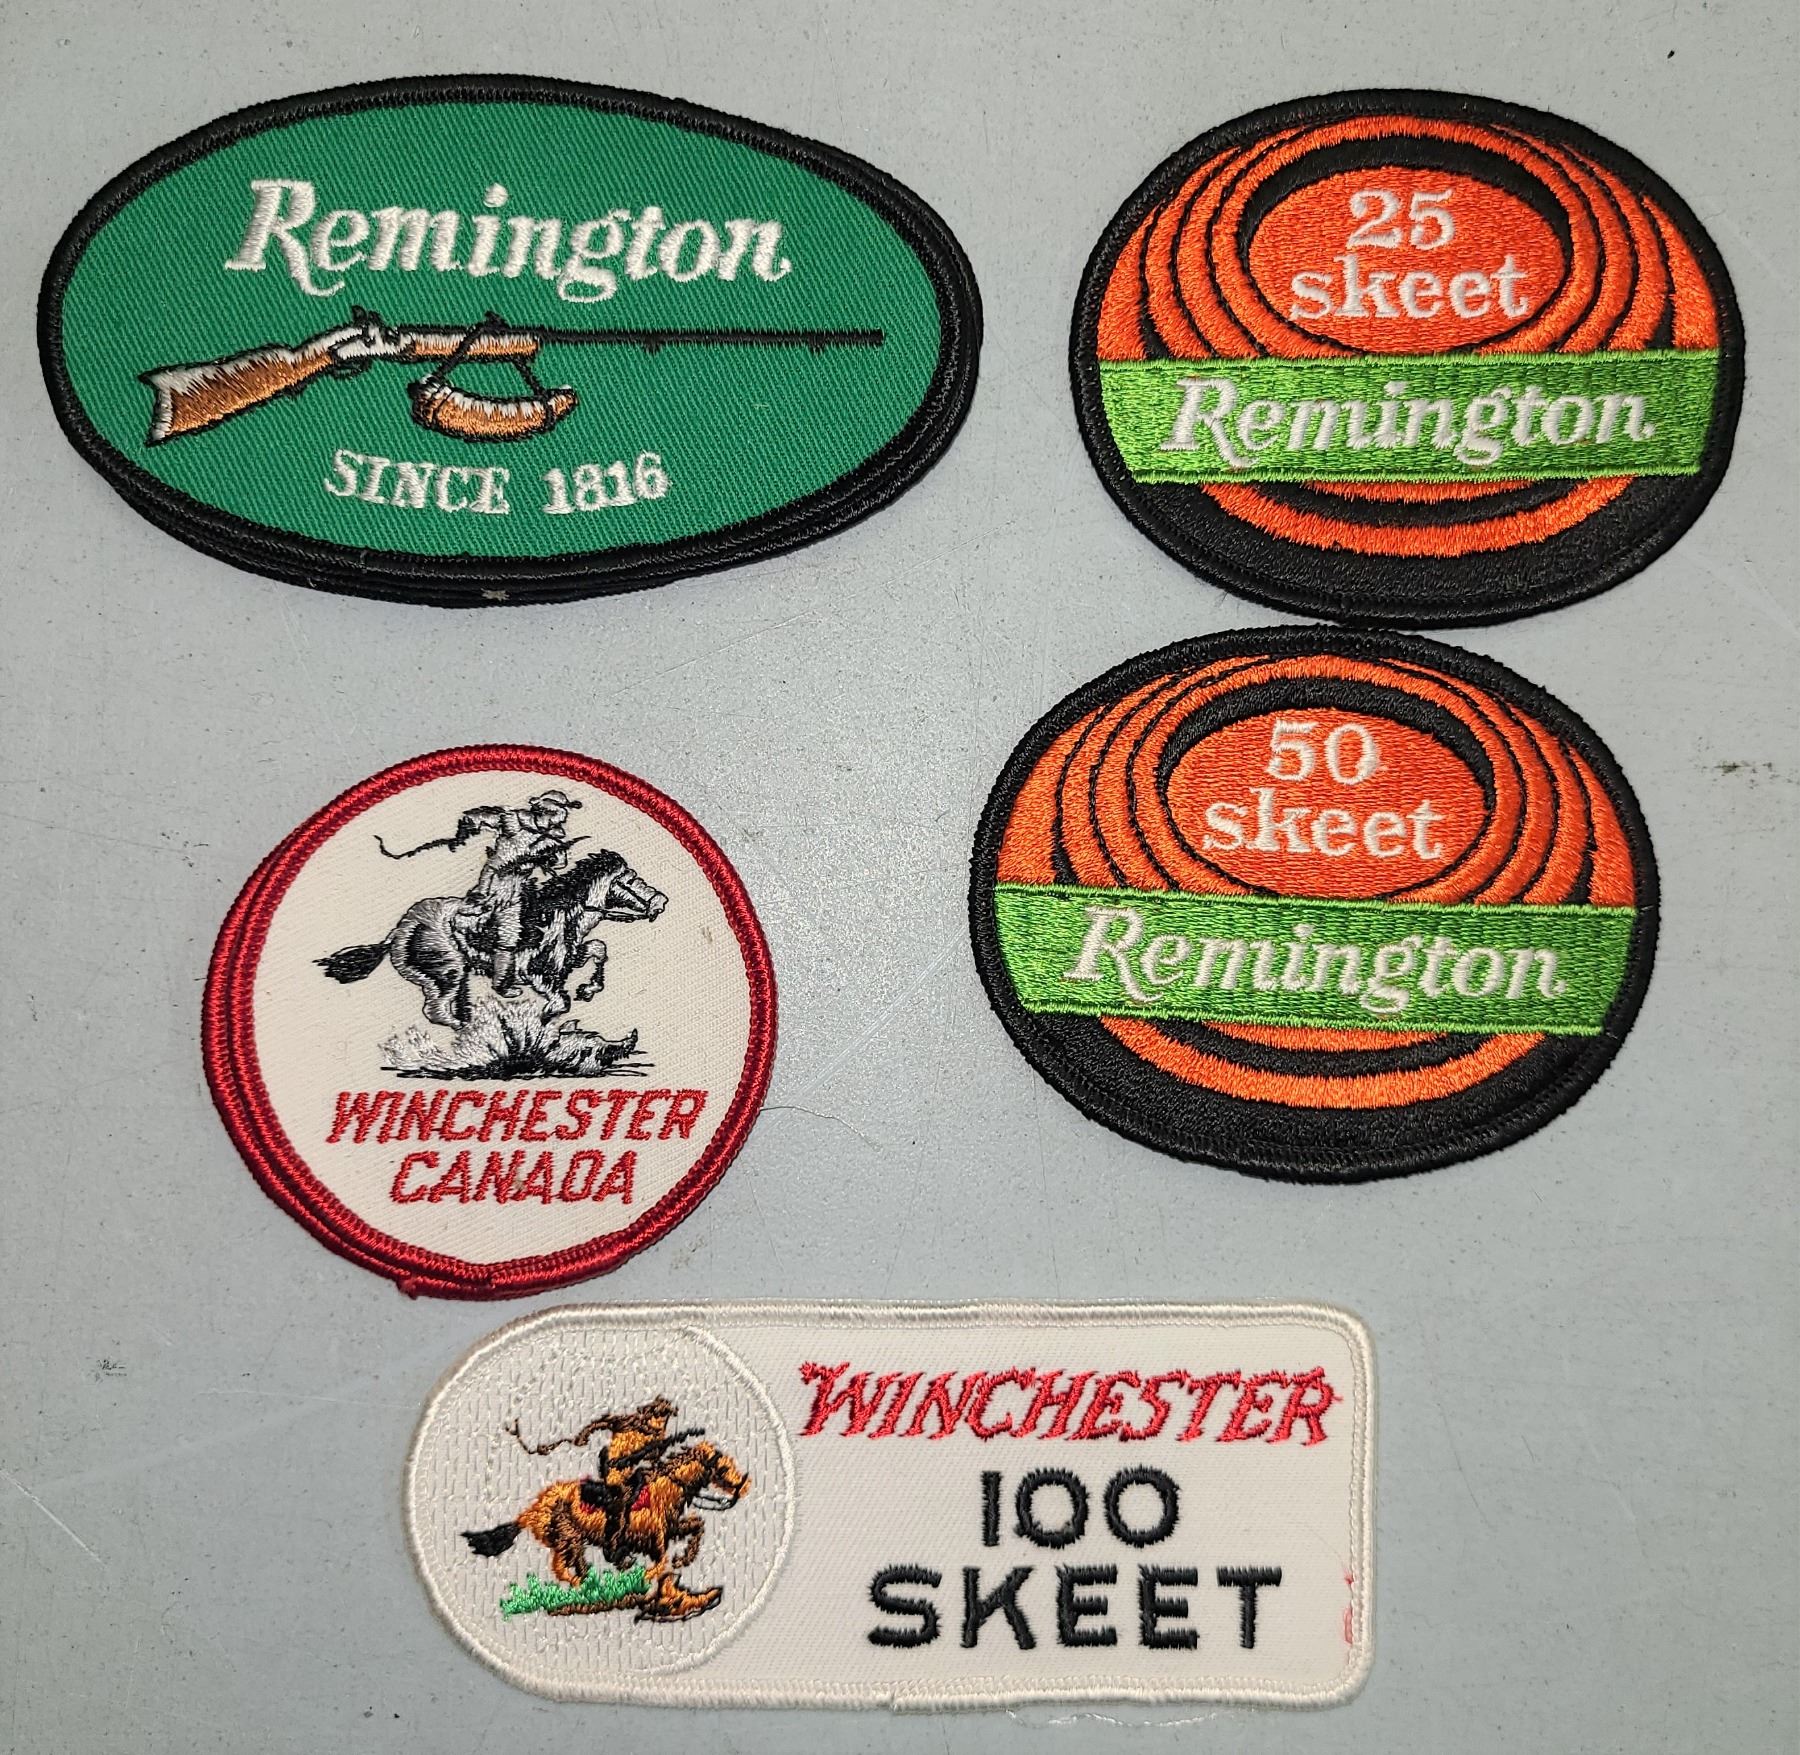 Remington
SINCE 1816
25
skeet
Remington
50
skeet
Remington
WINCHESTER
CANADA
WINCHESTER
100
SKEET